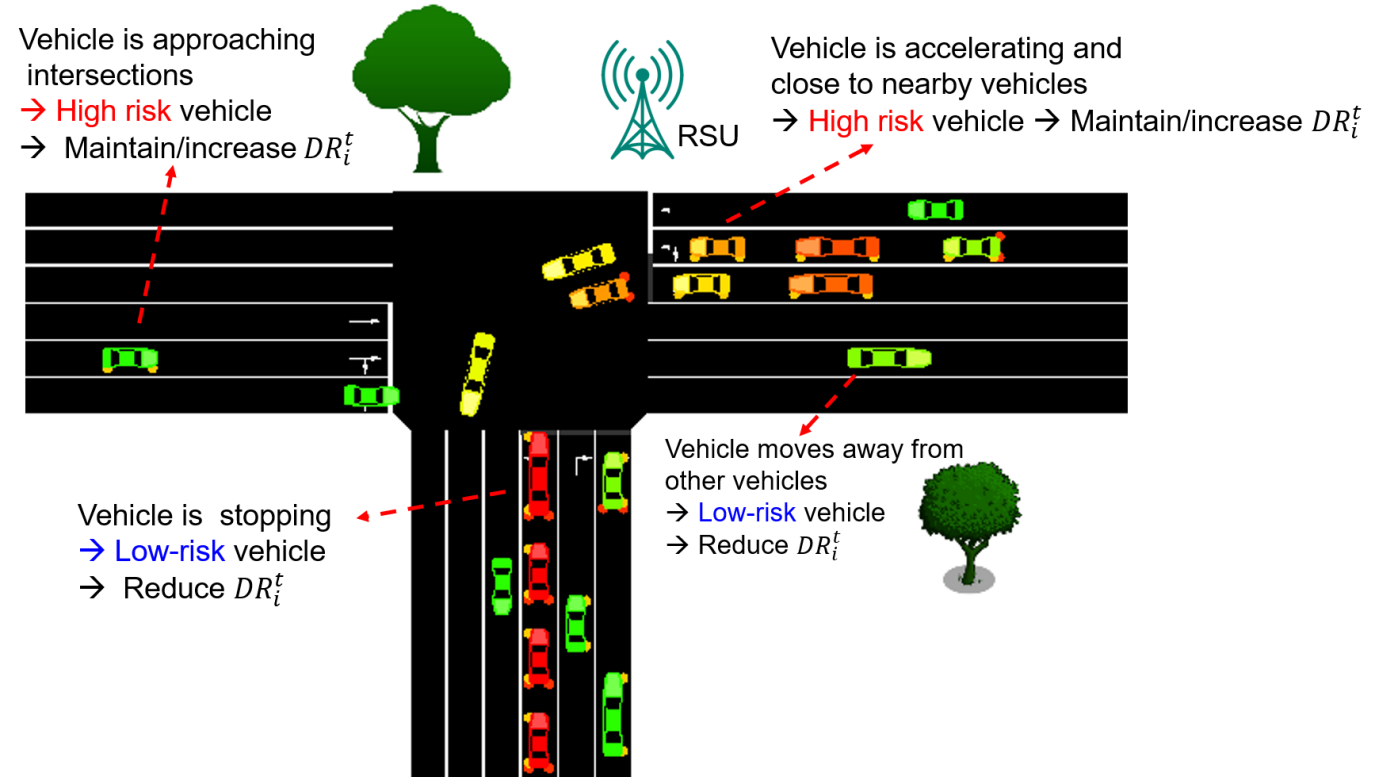 Vehicle is approaching
intersections
→ High risk vehicle
→ Maintain/increase $DR_i^t$
RSU
Vehicle is accelerating and
close to nearby vehicles
→ High risk vehicle → Maintain/increase $DR_i^t$
Vehicle is stopping
→ Low-risk vehicle
→ Reduce $DR_i^t$
Vehicle moves away from
other vehicles
→ Low-risk vehicle
→ Reduce $DR_i^t$